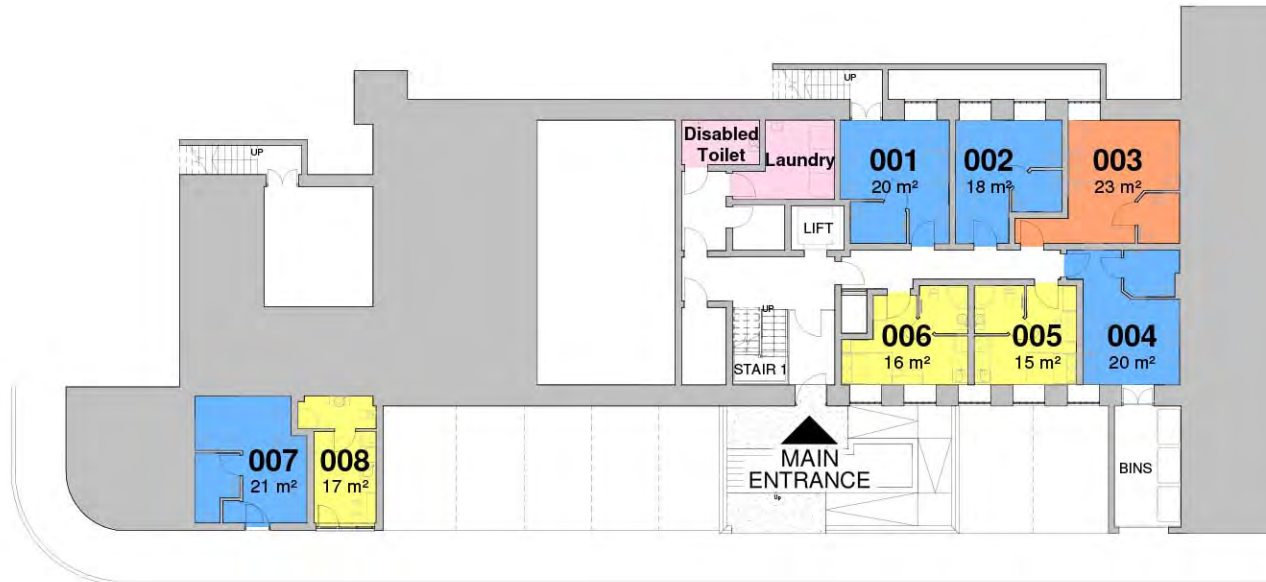 UP
UP
Disabled
Toilet
Laundry
001
20 m²
002
18 m²
003
23 m²
LIFT
UP
STAIR 1
006
16 m²
005
15 m²
004
20 m²
007
21 m²
008
17 m²
MAIN
ENTRANCE
Up
BINS